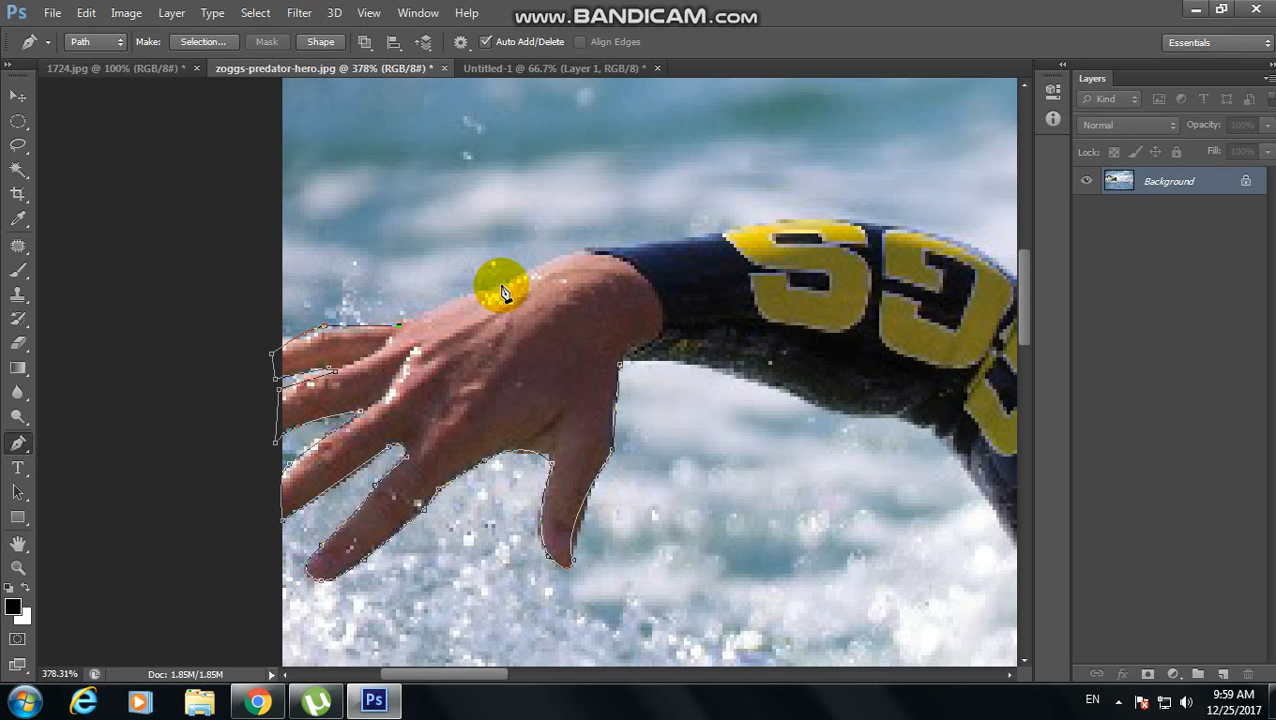 www.BANDICAM.com
Ps File Edit Image Layer Type Select Filter 3D View Window Help
Path Make: Selection... Mask Shape Auto Add/Delete Align Edges Essentials
1724.jpg @ 100% (RGB/8#) * × zoggs-predator-hero.jpg @ 378% (RGB/8#) * × Untitled-1 @ 66.7% (Layer 1, RGB/8) * ×
Layers
Kind
Normal Opacity: 100%
Lock: Fill: 100%
Background
378.31% Doc: 1.85M/1.85M
Ps EN 9:59 AM
12/25/2017